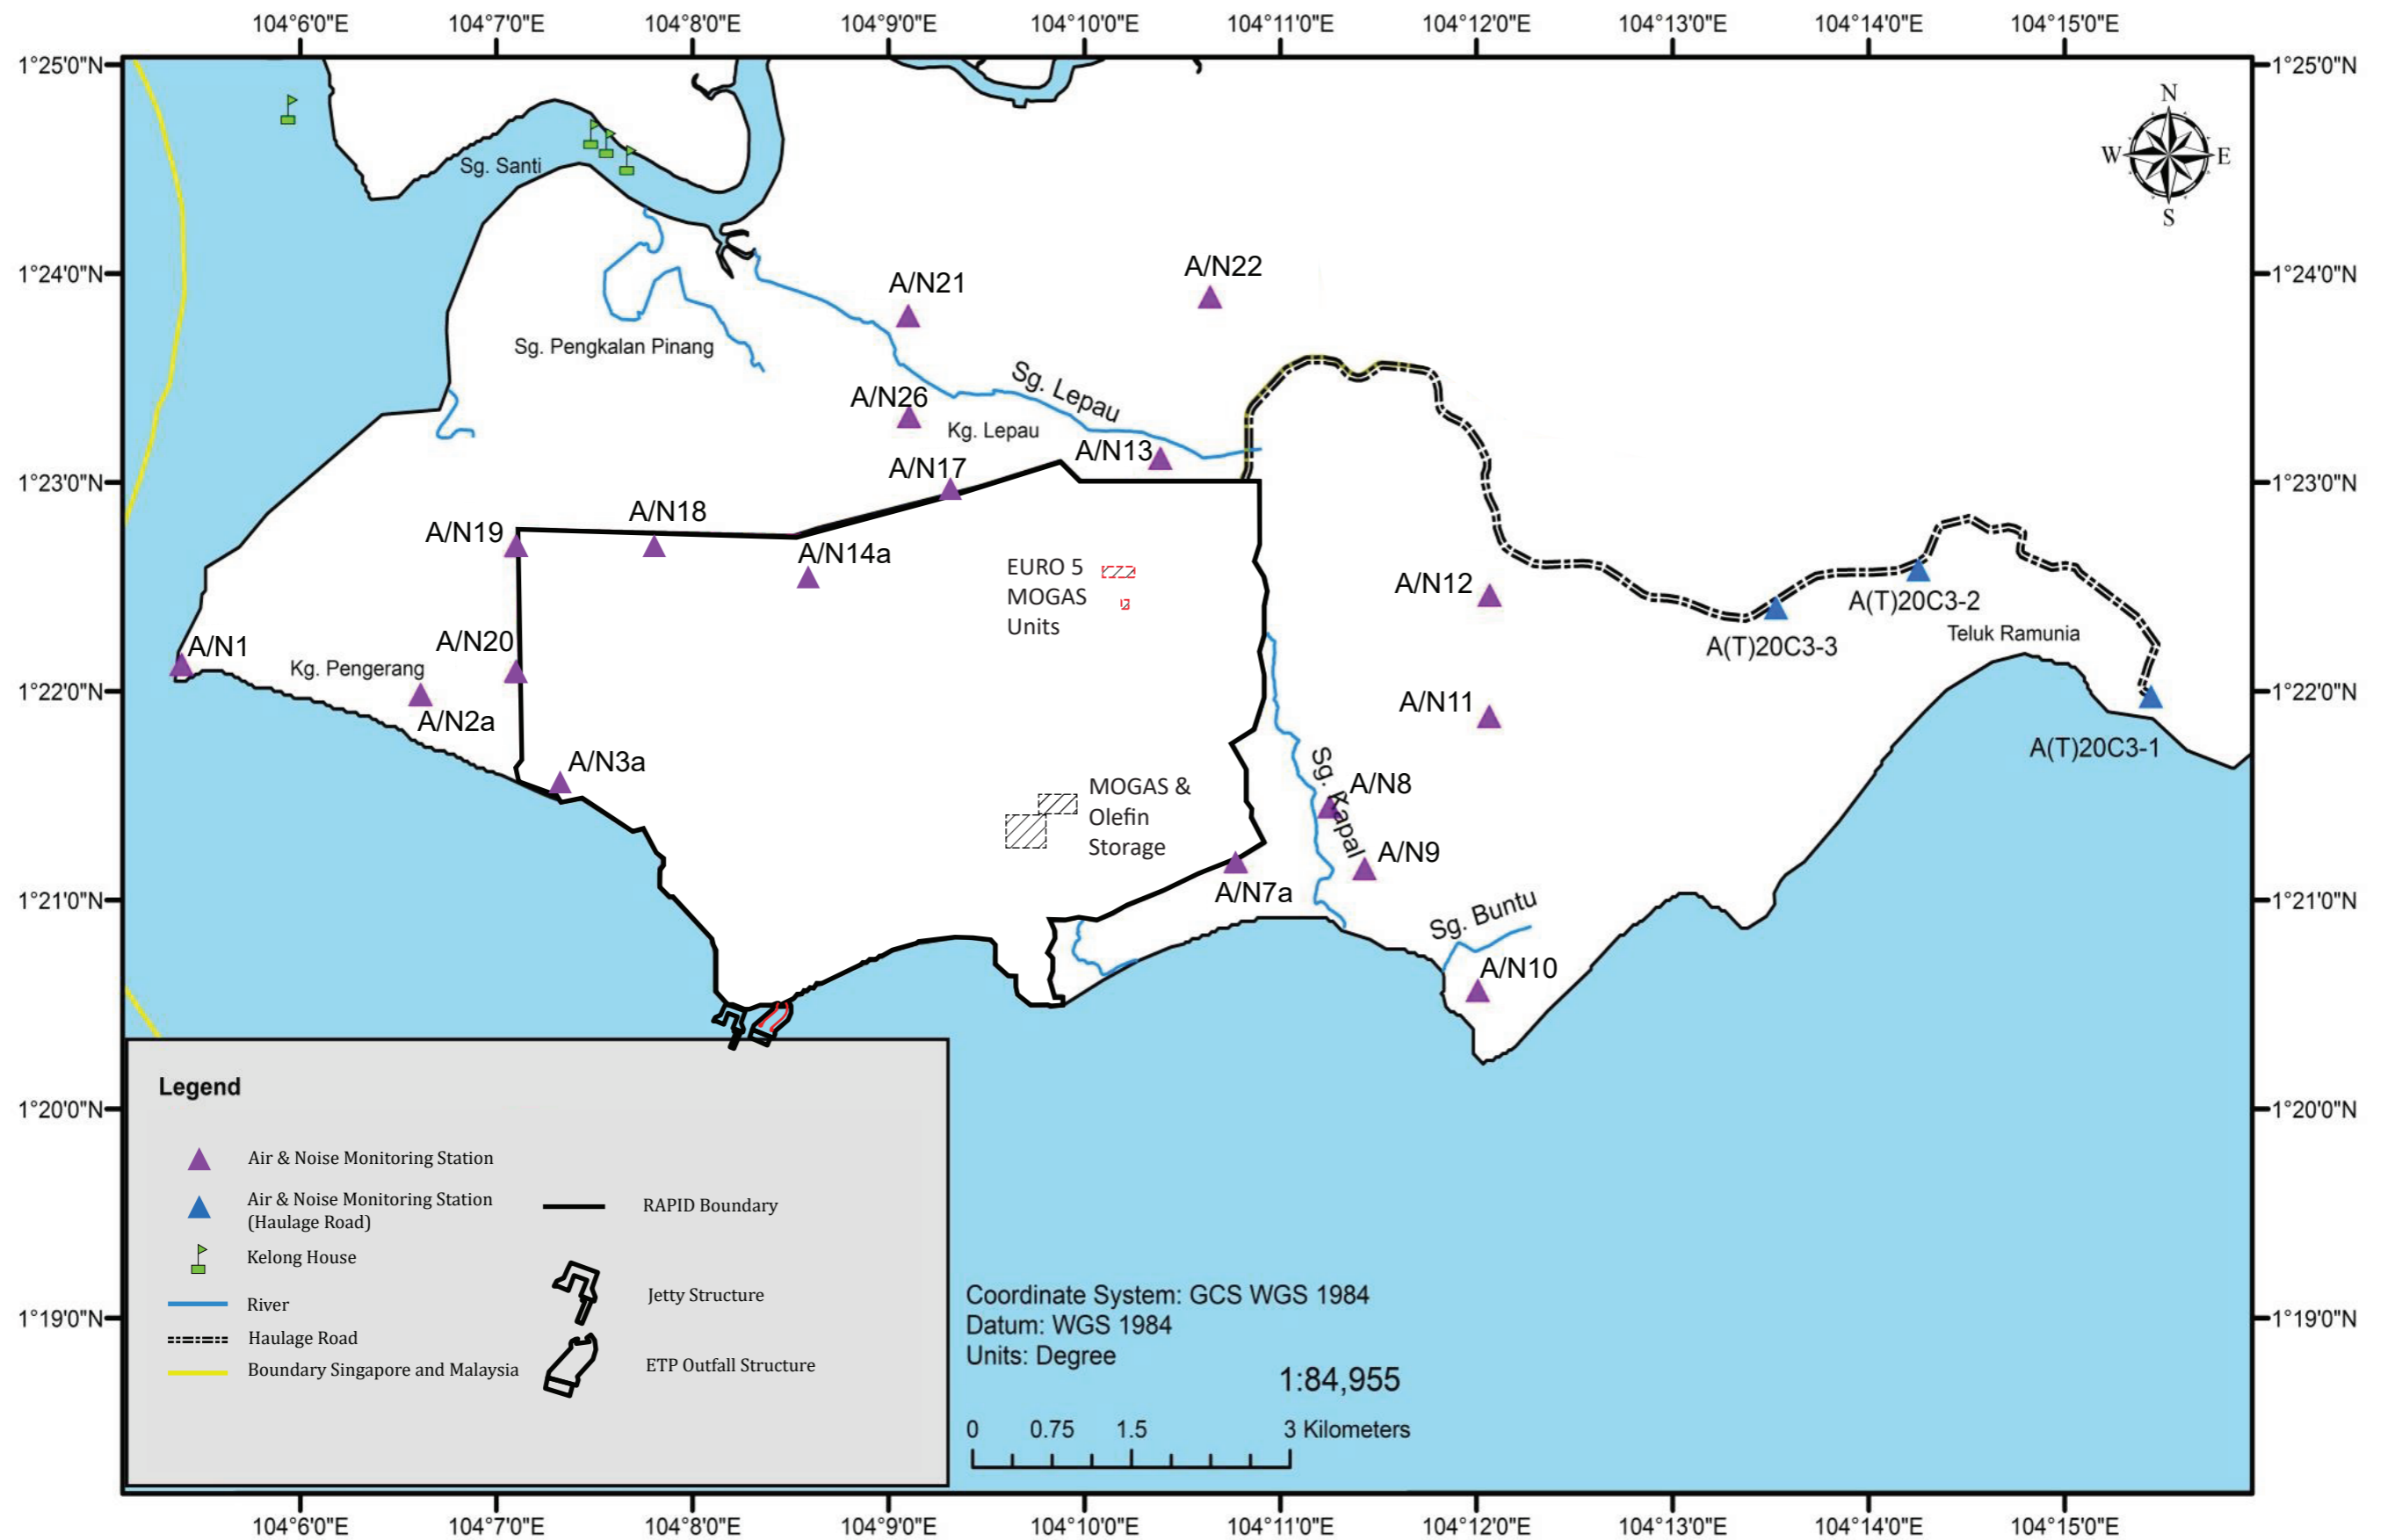 104°6'0"E 104°7'0"E 104°8'0"E 104°9'0"E 104°10'0"E 104°11'0"E 104°12'0"E 104°13'0"E 104°14'0"E 104°15'0"E
1°25'0"N 1°25'0"N
N
W E
S
Sg. Santi
1°24'0"N 1°24'0"N
A/N22
A/N21
Sg. Pengkalan Pinang
Sg. Lepau
A/N26
Kg. Lepau
A/N13
A/N17
1°23'0"N 1°23'0"N
A/N18
A/N19
A/N14a
EURO 5
MOGAS
Units
A/N12
A(T)20C3-2
A(T)20C3-3
Teluk Ramunia
A/N1
A/N20
Kg. Pengerang
1°22'0"N 1°22'0"N
A/N2a
A/N11
A(T)20C3-1
A/N3a
Sg. Kapal
A/N8
MOGAS &
Olefin
Storage
A/N9
A/N7a
1°21'0"N 1°21'0"N
Sg. Buntu
A/N10
Legend
1°20'0"N 1°20'0"N
Air & Noise Monitoring Station
Air & Noise Monitoring Station
(Haulage Road)
RAPID Boundary
Kelong House
River
Jetty Structure
Haulage Road
Boundary Singapore and Malaysia
ETP Outfall Structure
1°19'0"N 1°19'0"N
Coordinate System: GCS WGS 1984
Datum: WGS 1984
Units: Degree
1:84,955
0 0.75 1.5 3 Kilometers
104°6'0"E 104°7'0"E 104°8'0"E 104°9'0"E 104°10'0"E 104°11'0"E 104°12'0"E 104°13'0"E 104°14'0"E 104°15'0"E